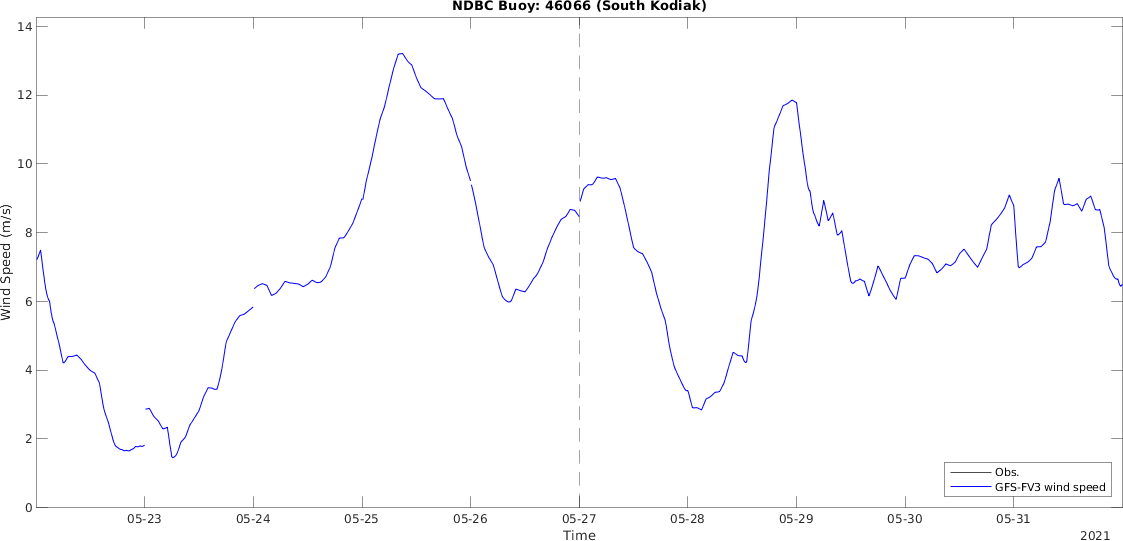 NDBC Buoy: 46066 (South Kodiak)
14
12
10
8
6
4
2
0
Wind Speed (m/s)
Obs.
GFS-FV3 wind speed
05-23 05-24 05-25 05-26 05-27 05-28 05-29 05-30 05-31
Time
2021